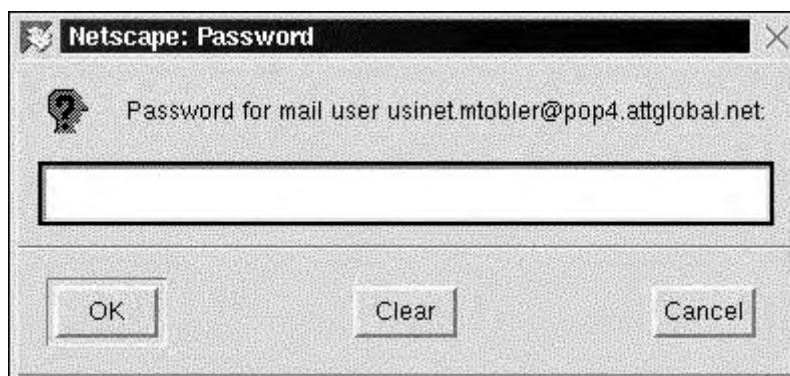 Netscape: Password
Password for mail user usinet.mtobler@pop4.attglobal.net:
OK
Clear
Cancel